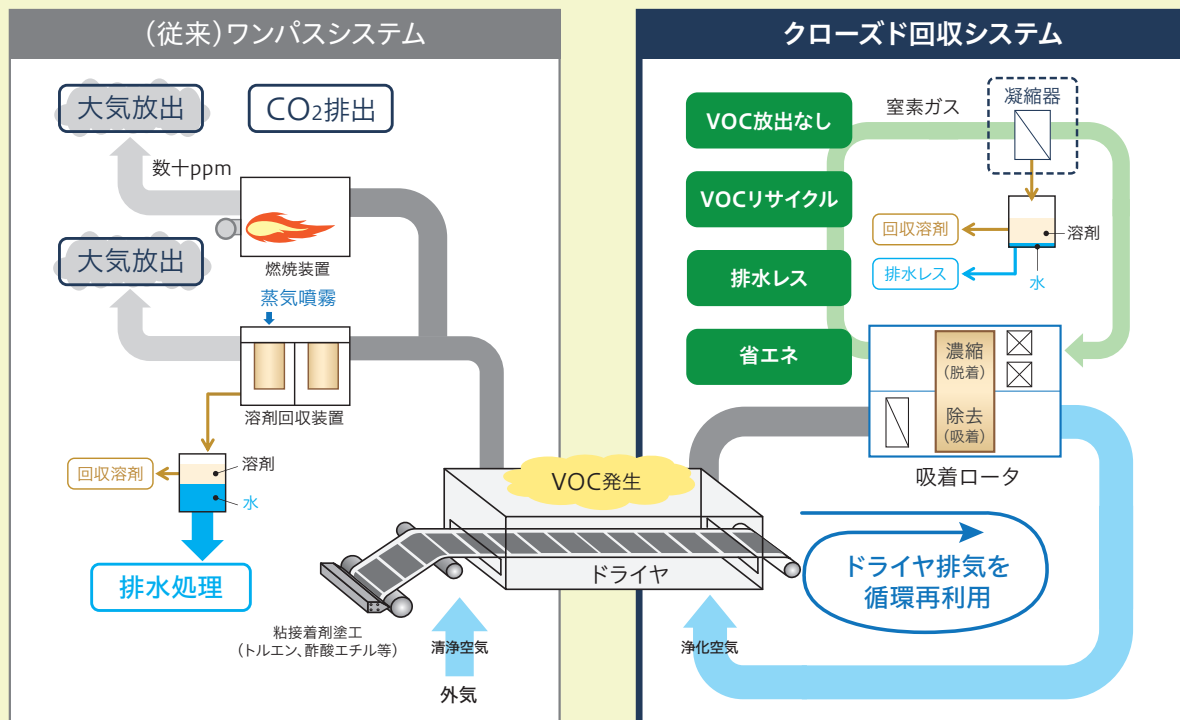 (従来)ワンパスシステム
大気放出
CO2排出
数十ppm
燃焼装置
大気放出
蒸気噴霧
溶剤回収装置
回収溶剤
溶剤
水
排水処理
粘接着剤塗工
(トルエン、酢酸エチル等)
清浄空気
外気
VOC発生
ドライヤ
クローズド回収システム
VOC放出なし
VOCリサイクル
排水レス
省エネ
窒素ガス
凝縮器
回収溶剤
溶剤
排水レス
水
濃縮
(脱着)
除去
(吸着)
吸着ロータ
ドライヤ排気を
循環再利用
浄化空気